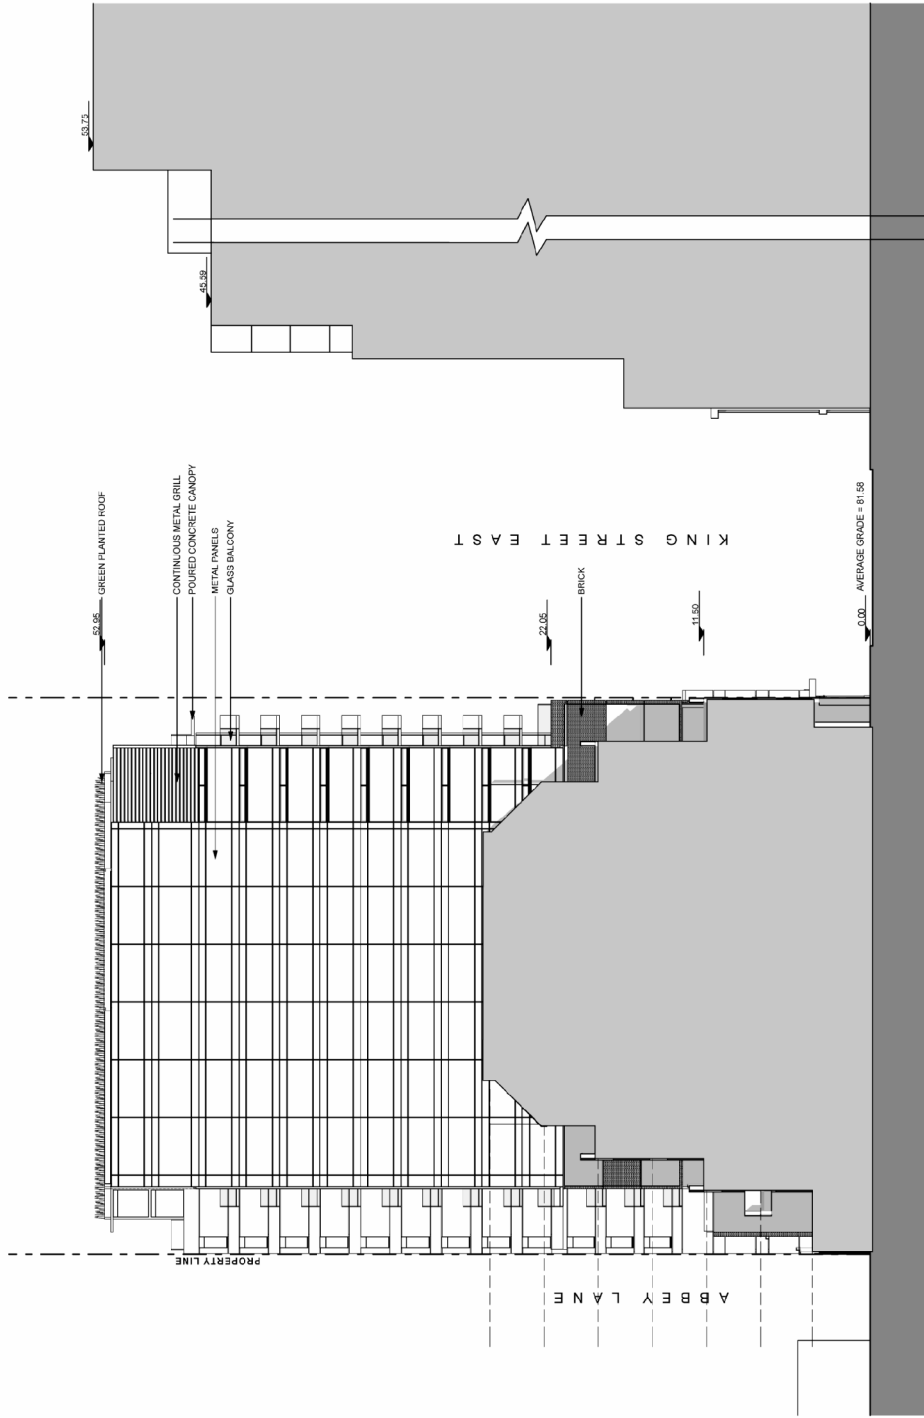 53.75
45.59
52.95
GREEN PLANTED ROOF
CONTINUOUS METAL GRILL
POURED CONCRETE CANOPY
METAL PANELS
GLASS BALCONY
22.05
BRICK
11.50
0.00 AVERAGE GRADE = 81.58
KING STREET EAST
PROPERTY LINE
ABBEY LANE